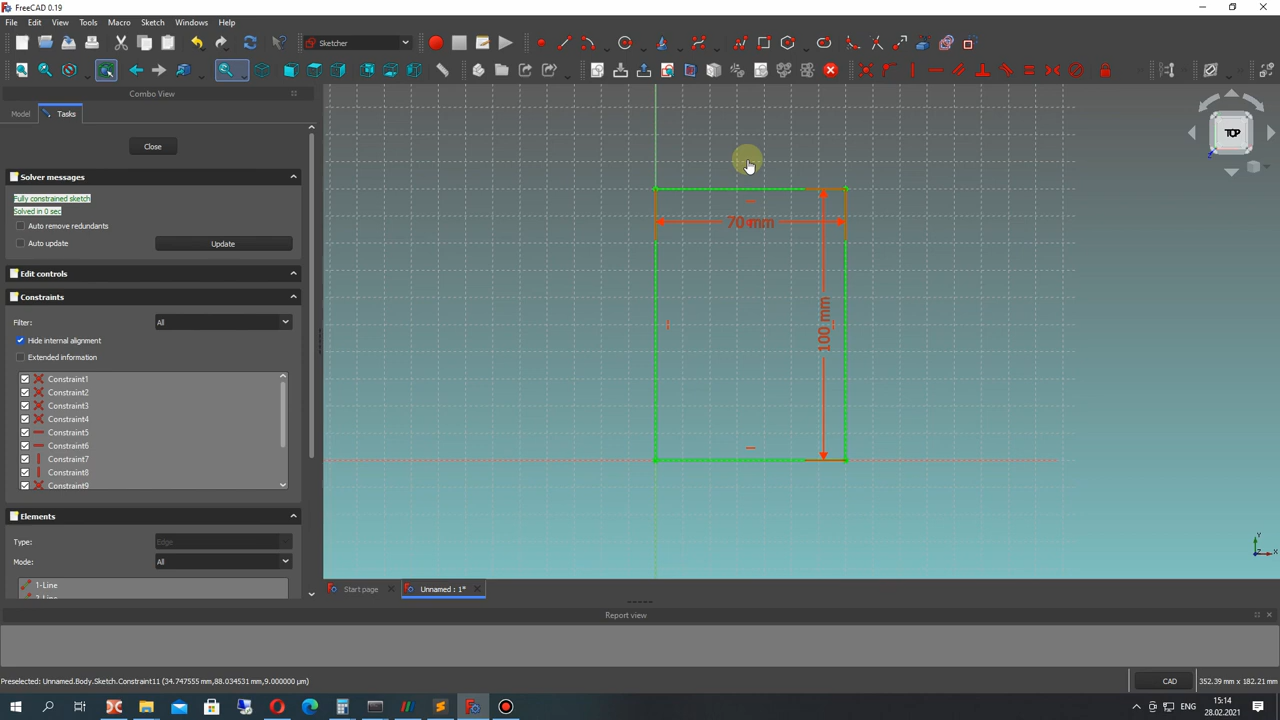 FreeCAD 0.19
File Edit View Tools Macro Sketch Windows Help
Sketcher
Combo View
Model Tasks
Close
Solver messages
Fully constrained sketch
Solved in 0 sec
Auto remove redundants
Auto update
Update
Edit controls
Constraints
Filter: All
Hide internal alignment
Extended information
Constraint1
Constraint2
Constraint3
Constraint4
Constraint5
Constraint6
Constraint7
Constraint8
Constraint9
Elements
Type: Edge
Mode: All
1-Line
TOP
Z
70 mm
100 mm
Y
Z X
Start page Unnamed : 1*
Report view
Preselected: Unnamed.Body.Sketch.Constraint11 (34.747555 mm,88.034531 mm,9.000000 µm)
CAD 352.39 mm x 182.21 mm
ENG
15:14
28.02.2021